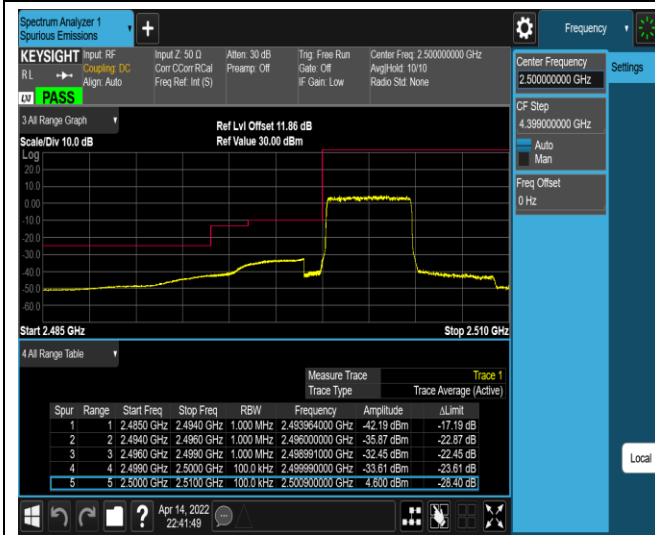 Spectrum Analyzer 1
Spurious Emissions
+
Frequency
KEYSIGHT
RL
LXI PASS
Input: RF
Coupling: DC
Align: Auto
Input Z: 50 Ω
Corr CCorr RCal
Freq Ref: Int (S)
Atten: 30 dB
Preamp: Off
Trig: Free Run
Gate: Off
IF Gain: Low
Center Freq: 2.500000000 GHz
Avg|Hold: 10/10
Radio Std: None
Center Frequency
2.500000000 GHz
Settings
CF Step
4.399000000 GHz
Auto
Man
Freq Offset
0 Hz
3 All Range Graph
Scale/Div 10.0 dB
Ref Lvl Offset 11.86 dB
Ref Value 30.00 dBm
Log
20.0
10.0
0.00
-10.0
-20.0
-30.0
-40.0
-50.0
-60.0
Start 2.485 GHz
Stop 2.510 GHz
4 All Range Table
Measure Trace Trace 1
Trace Type Trace Average (Active)
Spur Range Start Freq Stop Freq RBW Frequency Amplitude ΔLimit
1 1 2.4850 GHz 2.4940 GHz 1.000 MHz 2.493964000 GHz -42.19 dBm -17.19 dB
2 2 2.4940 GHz 2.4960 GHz 1.000 MHz 2.496000000 GHz -35.87 dBm -22.87 dB
3 3 2.4960 GHz 2.4990 GHz 1.000 MHz 2.498991000 GHz -32.45 dBm -22.45 dB
4 4 2.4990 GHz 2.5000 GHz 100.0 kHz 2.499990000 GHz -33.61 dBm -23.61 dB
5 5 2.5000 GHz 2.5100 GHz 100.0 kHz 2.500900000 GHz 4.600 dBm -28.40 dB
Local
?
Apr 14, 2022
22:41:49